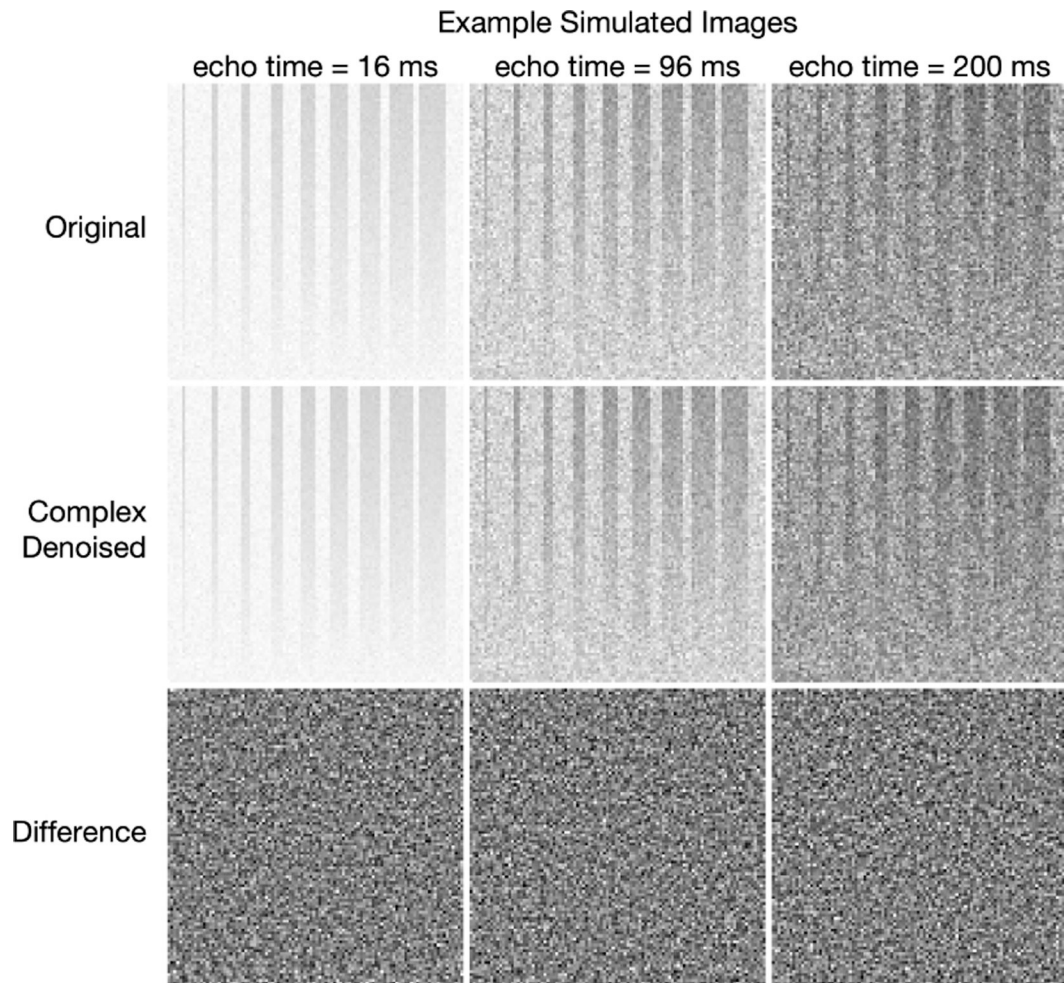 Example Simulated Images
echo time = 16 ms
echo time = 96 ms
echo time = 200 ms
Original
Complex
Denoised
Difference